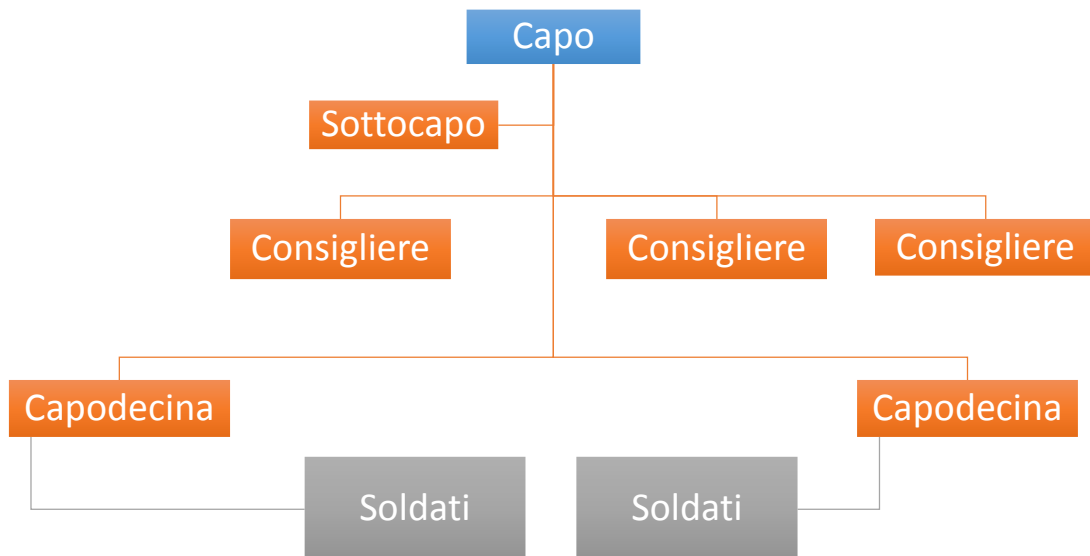 Capo
Sottocapo
Consigliere
Consigliere
Consigliere
Capodecina
Capodecina
Soldati
Soldati